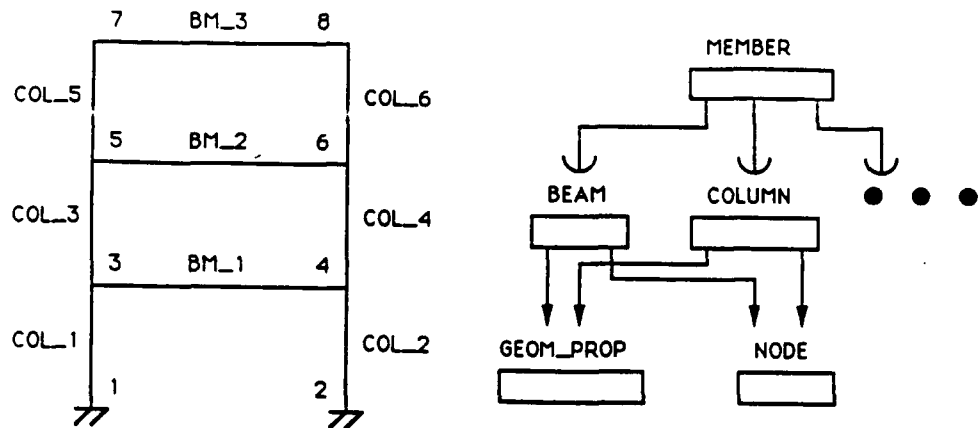 7 BM_3 8
COL_5 COL_6
5 BM_2 6
COL_3 COL_4
3 BM_1 4
COL_1 COL_2
1 2
MEMBER
BEAM COLUMN
GEOM_PROP NODE